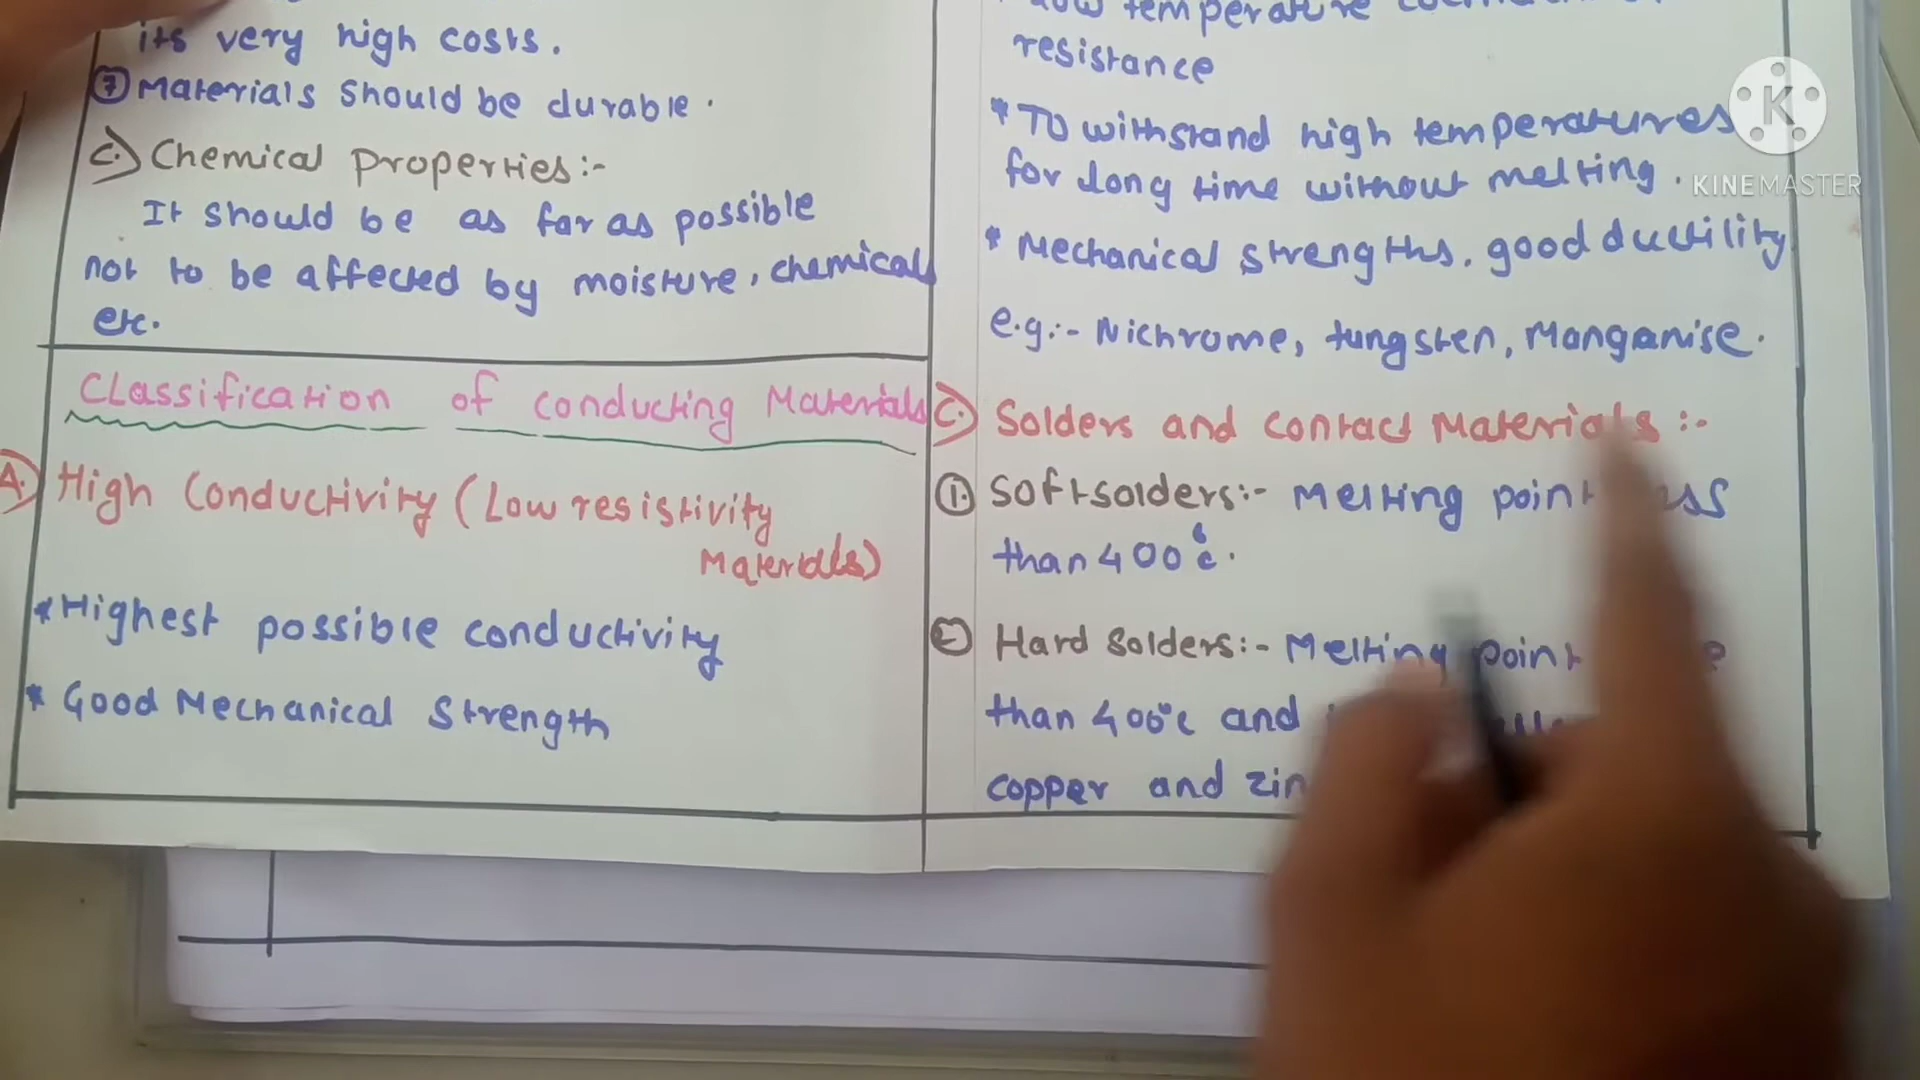 its very high costs.
⑦ Materials should be durable.
C.) Chemical properties:-
It should be as far as possible
not to be affected by moisture, chemicals
etc.
Classification of conducting Materials
A.) High Conductivity (Low resistivity
Materials)
* Highest possible conductivity
* Good Mechanical Strength
low temperature
resistance
* To withstand high temperatures
for long time without melting.
* Mechanical strengths, good ductility
e.g:- Nichrome, tungsten, Manganise.
C.) Solders and contact Materials:-
①. Softsolders:- Melting point
than 400°c.
② Hard solders:- Melting point
than 400°c and
copper and
KINEMASTER